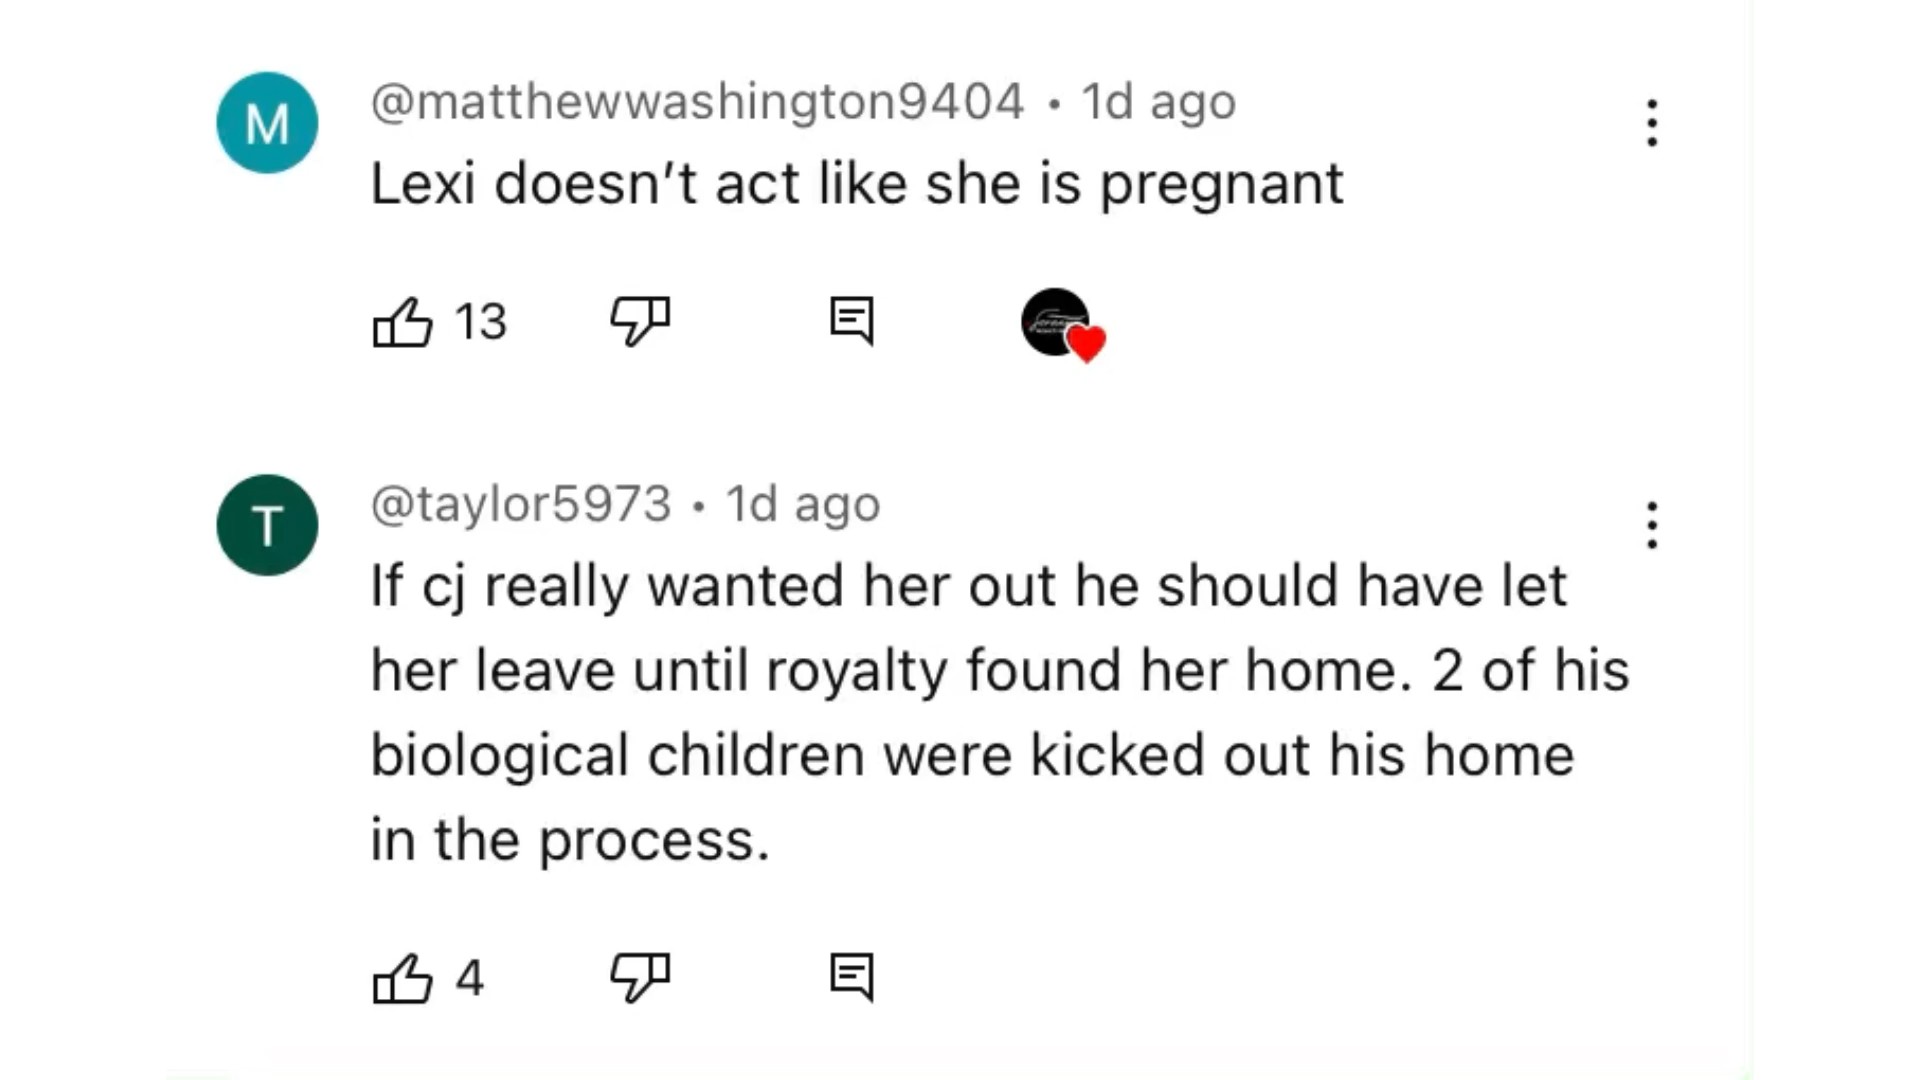 M
@matthewwashington9404 • 1d ago
Lexi doesn’t act like she is pregnant
13
T
@taylor5973 • 1d ago
If cj really wanted her out he should have let
her leave until royalty found her home. 2 of his
biological children were kicked out his home
in the process.
4